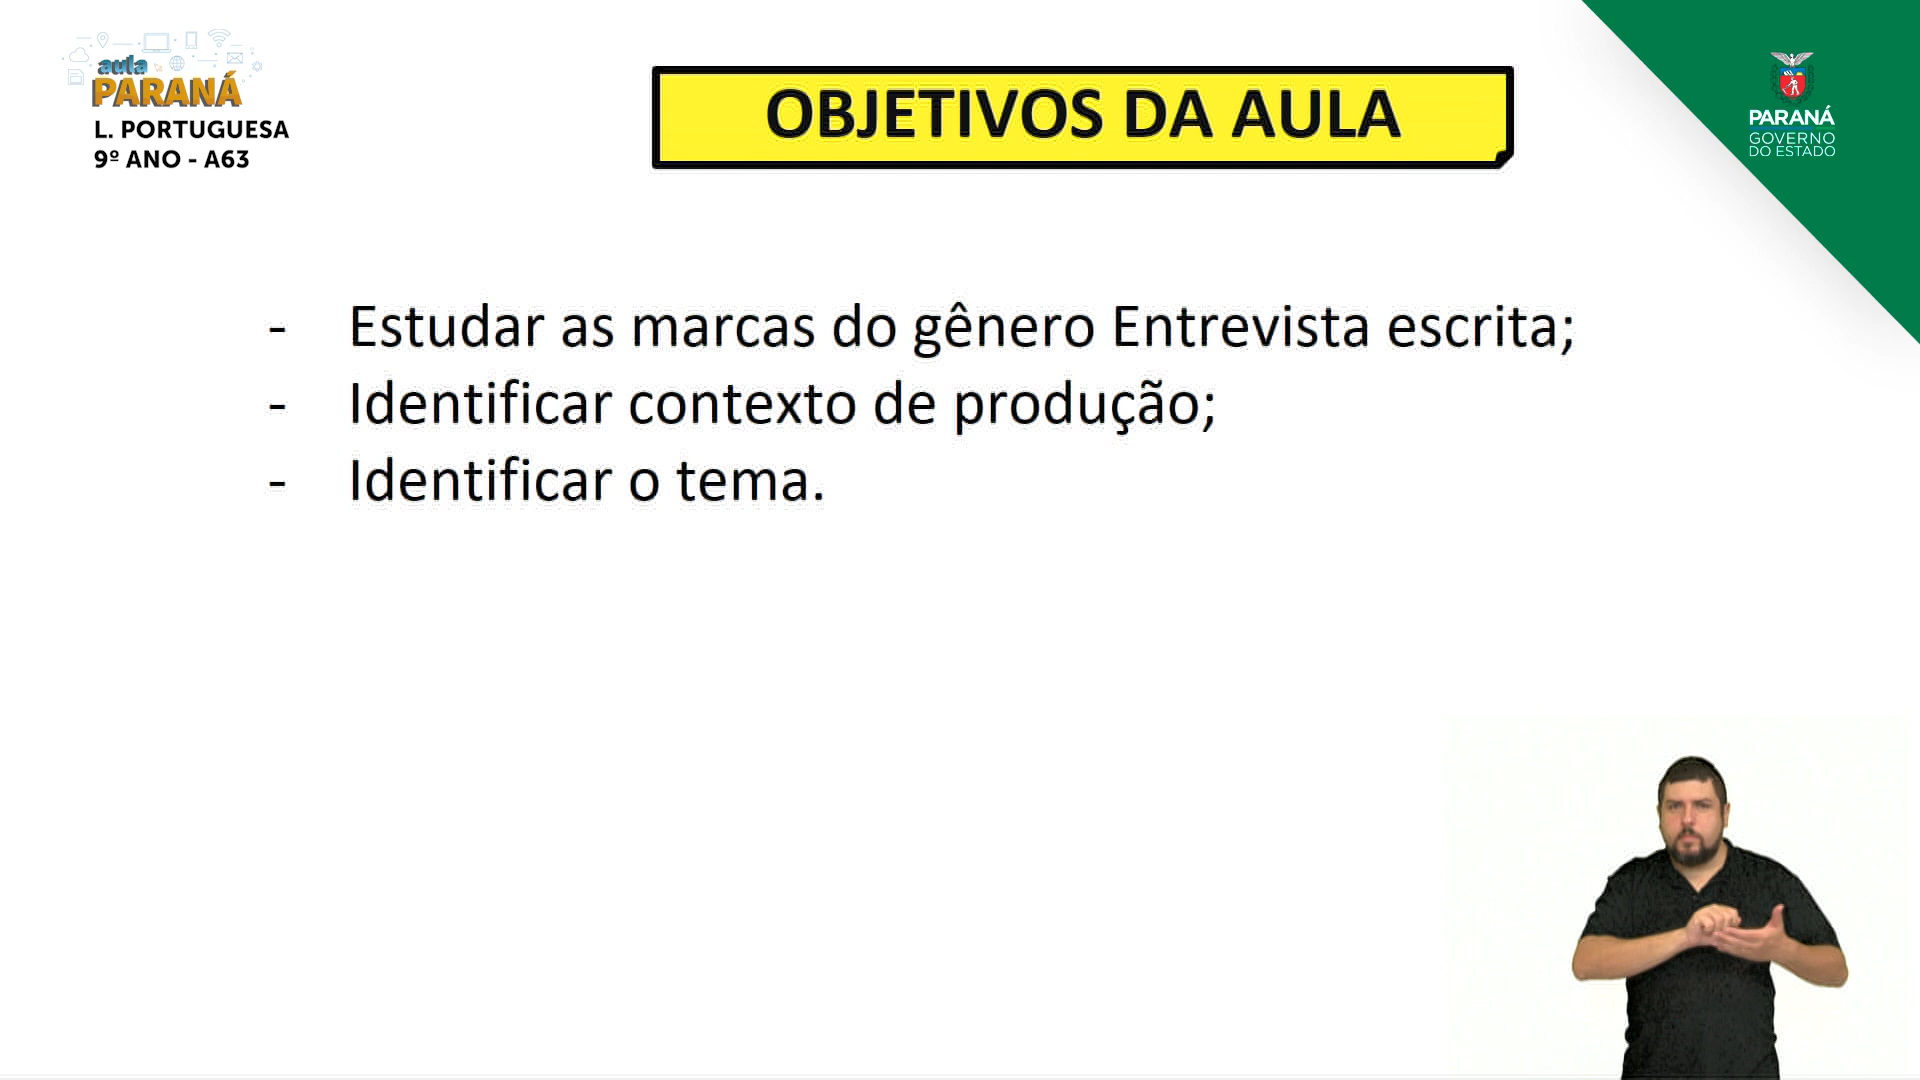 aula
PARANÁ
L. PORTUGUESA
9º ANO - A63
OBJETIVOS DA AULA
PARANÁ
GOVERNO
DO ESTADO
- Estudar as marcas do gênero Entrevista escrita;
- Identificar contexto de produção;
- Identificar o tema.